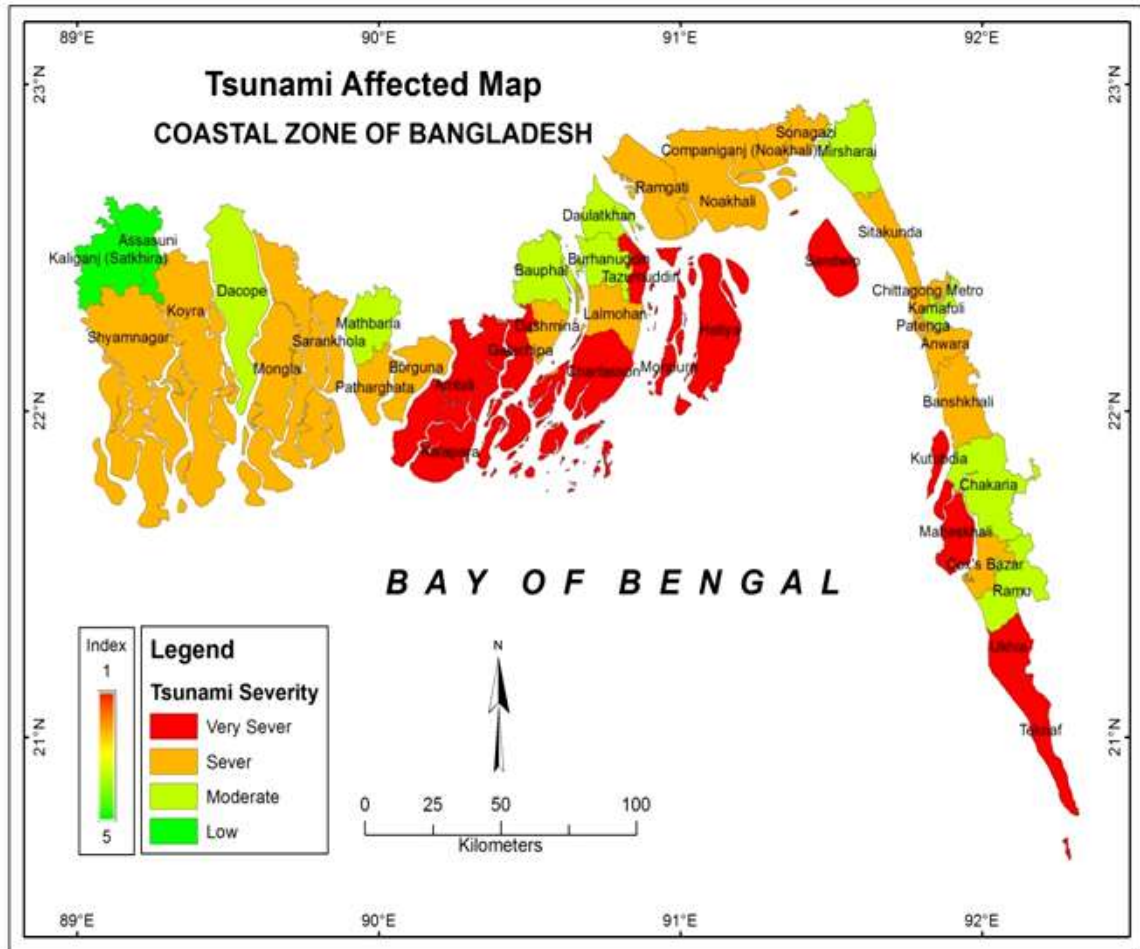 89°E
90°E
91°E
92°E
23°N
23°N
Tsunami Affected Map
COASTAL ZONE OF BANGLADESH
Sonagazi
Companiganj (Noakhali)
Mirsharai
Ramgati
Noakhali
Daulatkhan
Assasuni
Kaliganj (Satkhira)
Sitakunda
Burhanuddin
Sandwip
Bauphal
Tazumuddin
Dacope
Chittagong Metro
Koyra
Karnafoli
Mathbaria
Dashmina
Lalmohan
Hatiya
Patenga
Shyamnagar
Sarankhola
Anwara
Galachipa
Borguna
Mongla
Charfasson
Monpura
Patharghata
Amtali
22°N
22°N
Banshkhali
Kalapara
Kutubdia
Chakaria
Maheskhali
Cox's Bazar
BAY OF BENGAL
Ramu
Ukhia
Teknaf
21°N
21°N
Index
1
5
Legend
Tsunami Severity
Very Sever
Sever
Moderate
Low
N
0 25 50 100
Kilometers
89°E
90°E
91°E
92°E